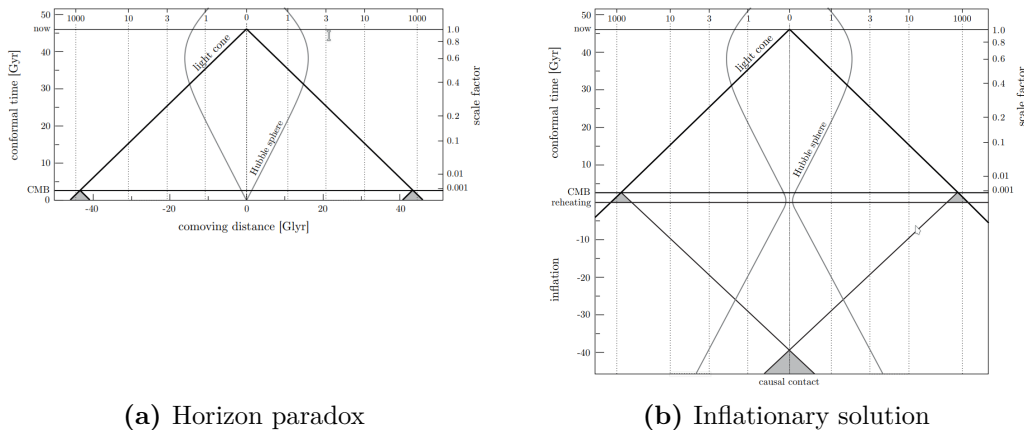 1000 10 3 1 0 1 3 10 1000
50
now
40
30
20
10
CMB
0
conformal time [Gyr]
light cone
Hubble sphere
1.0
0.8
0.4
0.2
0.1
0.01
0.001
scale factor
-40 -20 0 20 40
comoving distance [Glyr]
(a) Horizon paradox
1000 10 3 1 0 1 3 10 1000
50
now
40
30
20
10
CMB
reheating
-10
-20
-30
-40
conformal time [Gyr]
inflation
light cone
Hubble sphere
1.0
0.8
0.4
0.2
0.1
0.01
0.001
scale factor
causal contact
(b) Inflationary solution